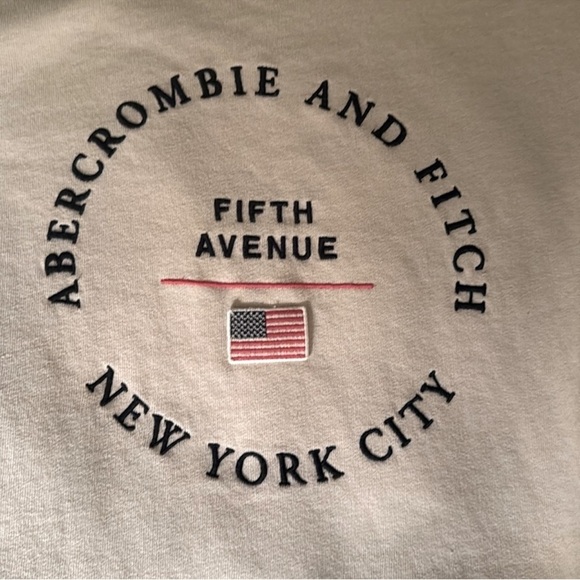 ABERCROMBIE AND FITCH
FIFTH
AVENUE
NEW YORK CITY